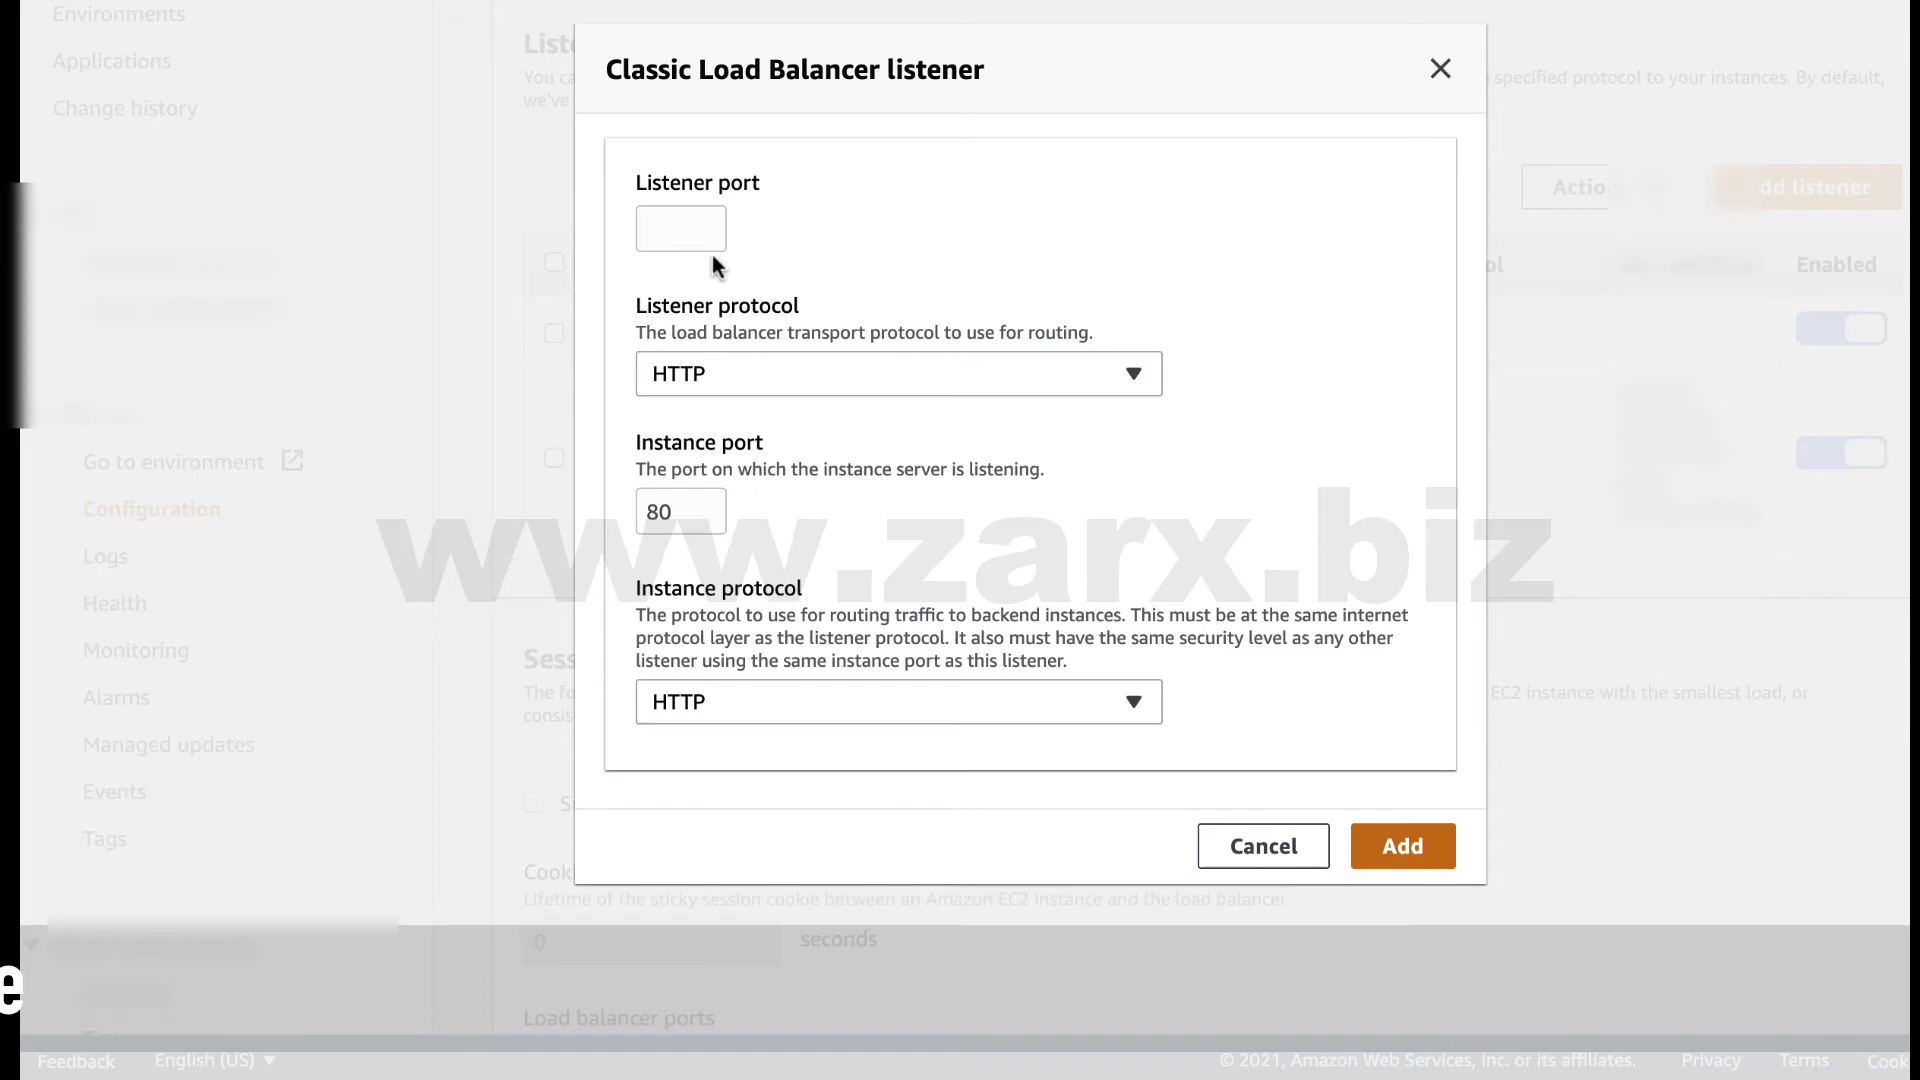 Environments
Applications
Change history
Go to environment
Configuration
Logs
Health
Monitoring
Alarms
Managed updates
Events
Tags
You ca
specified protocol to your instances. By default,
we've
dd listener
Enabled
Classic Load Balancer listener
Listener port
Listener protocol
The load balancer transport protocol to use for routing.
HTTP
Instance port
The port on which the instance server is listening.
80
www.zarx.biz
Instance protocol
The protocol to use for routing traffic to backend instances. This must be at the same internet
protocol layer as the listener protocol. It also must have the same security level as any other
listener using the same instance port as this listener.
HTTP
Cancel
Add
EC2 instance with the smallest load, or
Lifetime of the sticky session cookie between an Amazon EC2 instance and the load balancer.
0
seconds
Load balancer ports
Feedback
English (US)
© 2021, Amazon Web Services, Inc. or its affiliates.
Privacy
Terms
Cook